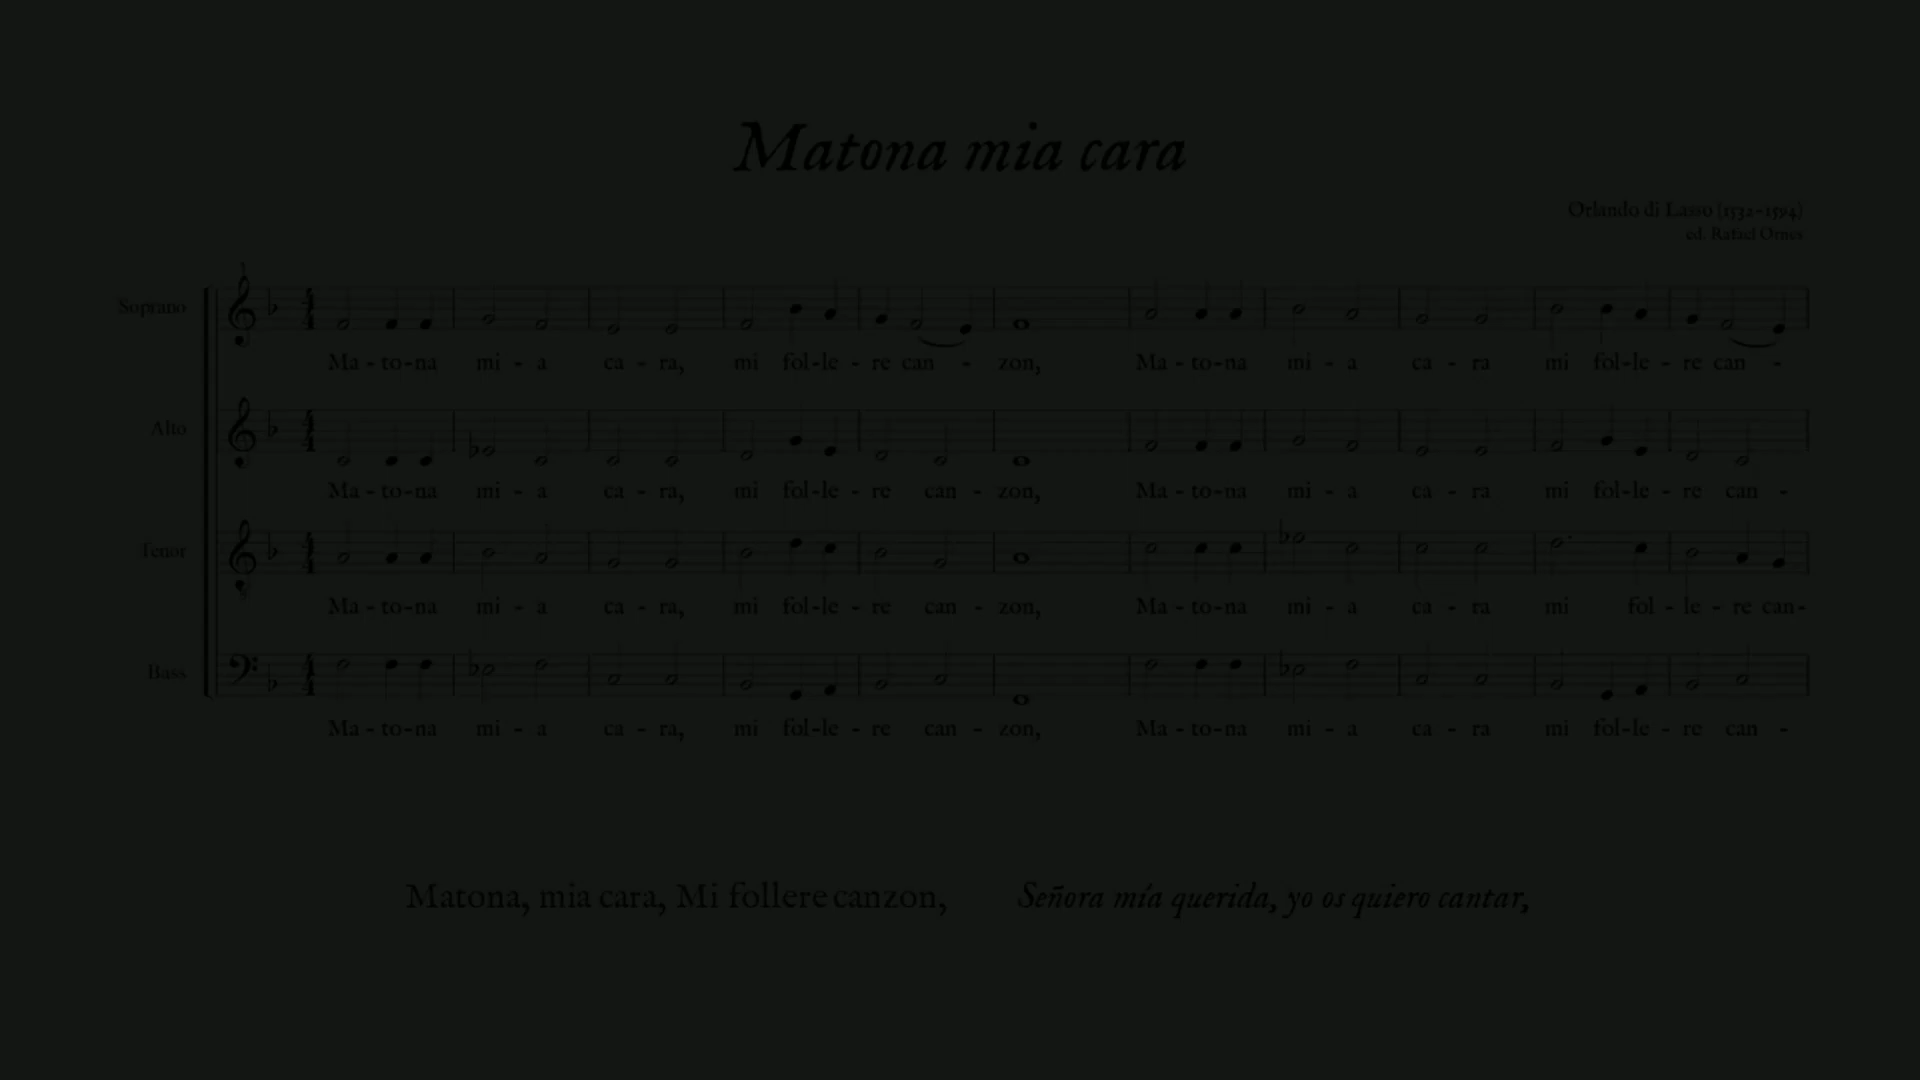 Matona mia cara
Orlando di Lasso (1532–1594)
ed. Rafael Ornes
1
Soprano
Ma - to - na mi - a ca - ra, mi fol - le - re can - zon, Ma - to - na mi - a ca - ra mi fol - le - re can -
Alto
Ma - to - na mi - a ca - ra, mi fol - le - re can - zon, Ma - to - na mi - a ca - ra mi fol - le - re can -
Tenor
8
Ma - to - na mi - a ca - ra, mi fol - le - re can - zon, Ma - to - na mi - a ca - ra mi fol - le - re can -
Bass
Ma - to - na mi - a ca - ra, mi fol - le - re can - zon, Ma - to - na mi - a ca - ra mi fol - le - re can -
Matona, mia cara, Mi follere canzon, Señora mía querida, yo os quiero cantar,